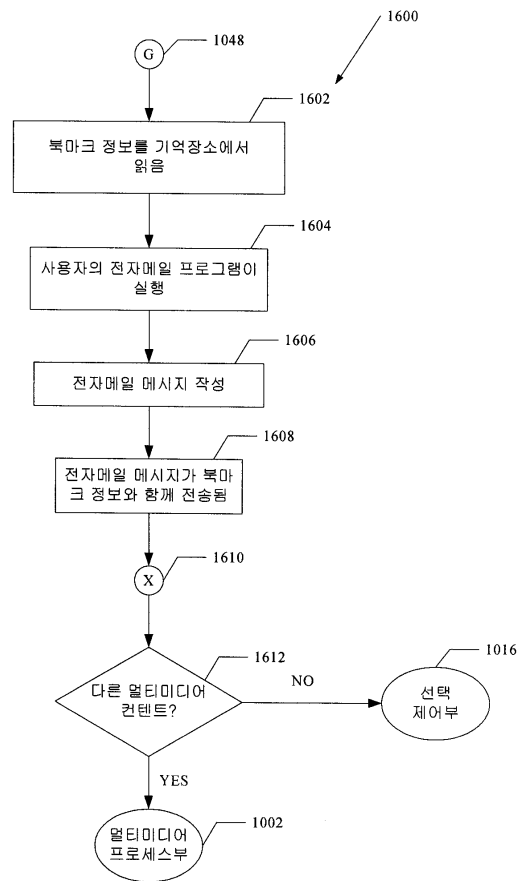 1600
G
1048
1602
북마크 정보를 기억장소에서
읽음
1604
사용자의 전자메일 프로그램이
실행
1606
전자메일 메시지 작성
1608
전자메일 메시지가 북마
크 정보와 함께 전송됨
X
1610
1612
다른 멀티미디어
컨텐트?
NO
1016
선택
제어부
YES
멀티미디어
프로세스부
1002